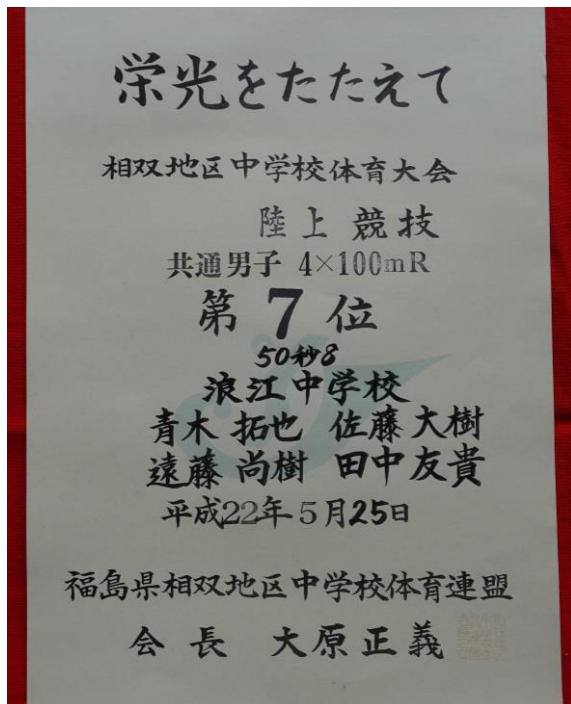 栄光をたたえて
相双地区中学校体育大会
陸上競技
共通男子 4×100mR
第7位
50秒8
浪江中学校
青木拓也 佐藤大樹
遠藤尚樹 田中友貴
平成22年5月25日
福島県相双地区中学校体育連盟
会長 大原正義